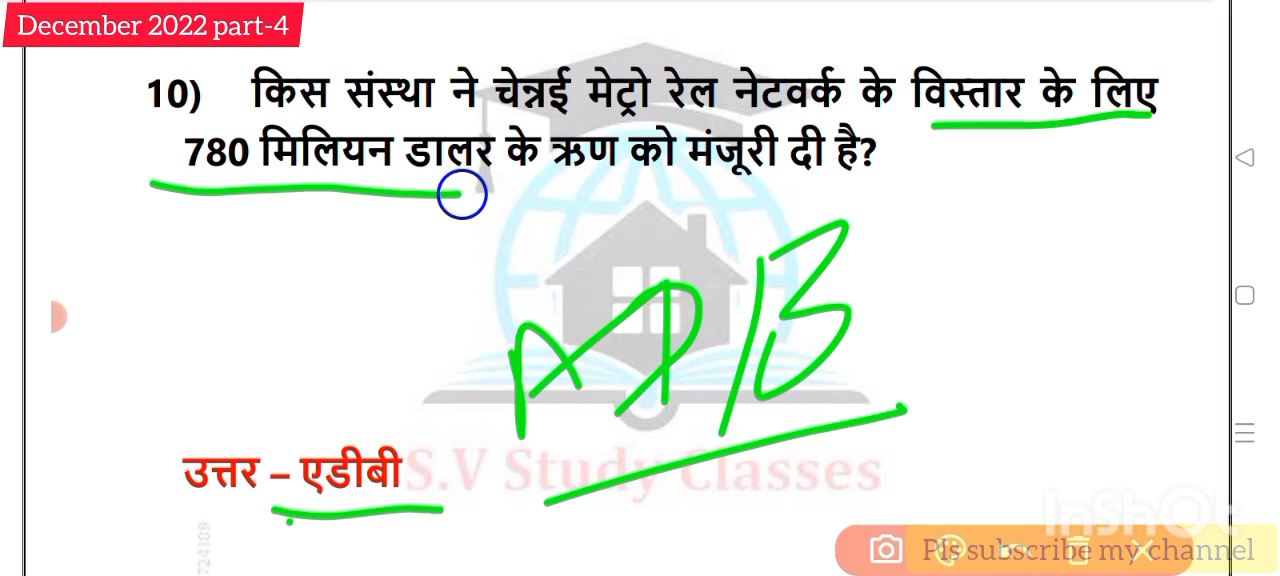 December 2022 part-4
10) किस संस्था ने चेन्नई मेट्रो रेल नेटवर्क के विस्तार के लिए
780 मिलियन डालर के ऋण को मंजूरी दी है?
ADB
उत्तर – एडीबी
S.V Study Classes
724109
InShOt
Pls subscribe my channel